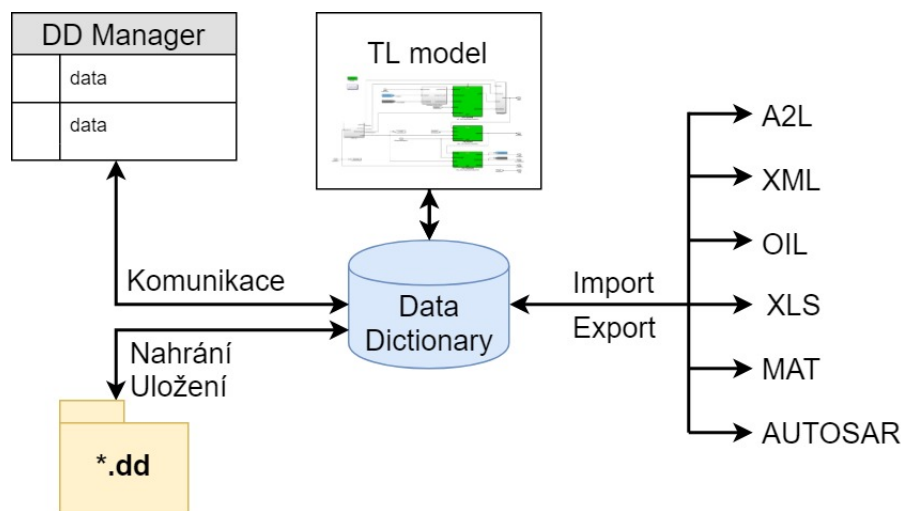 DD Manager
data
data
TL model
Komunikace
Nahrání
Uložení
*.dd
Data
Dictionary
Import
Export
A2L
XML
OIL
XLS
MAT
AUTOSAR